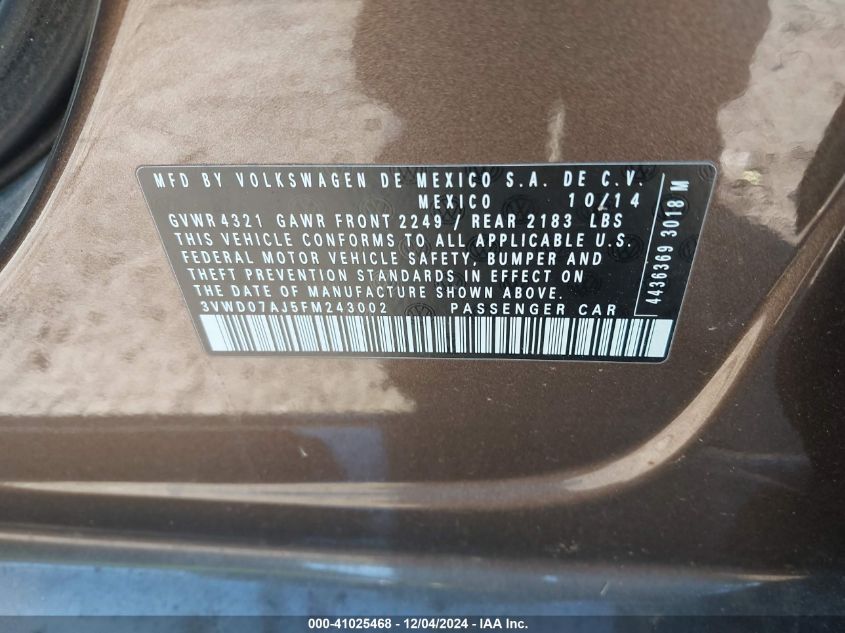 MFD BY VOLKSWAGEN DE MEXICO S.A. DE C.V.
MEXICO 10/14
GVWR 4321 GAWR FRONT 2249 / REAR 2183 LBS
THIS VEHICLE CONFORMS TO ALL APPLICABLE U.S.
FEDERAL MOTOR VEHICLE SAFETY, BUMPER AND
THEFT PREVENTION STANDARDS IN EFFECT ON
THE DATE OF MANUFACTURE SHOWN ABOVE.
3VWD07AJ5FM243002 PASSENGER CAR
4436369 3018 M
000-41025468 - 12/04/2024 - IAA Inc.